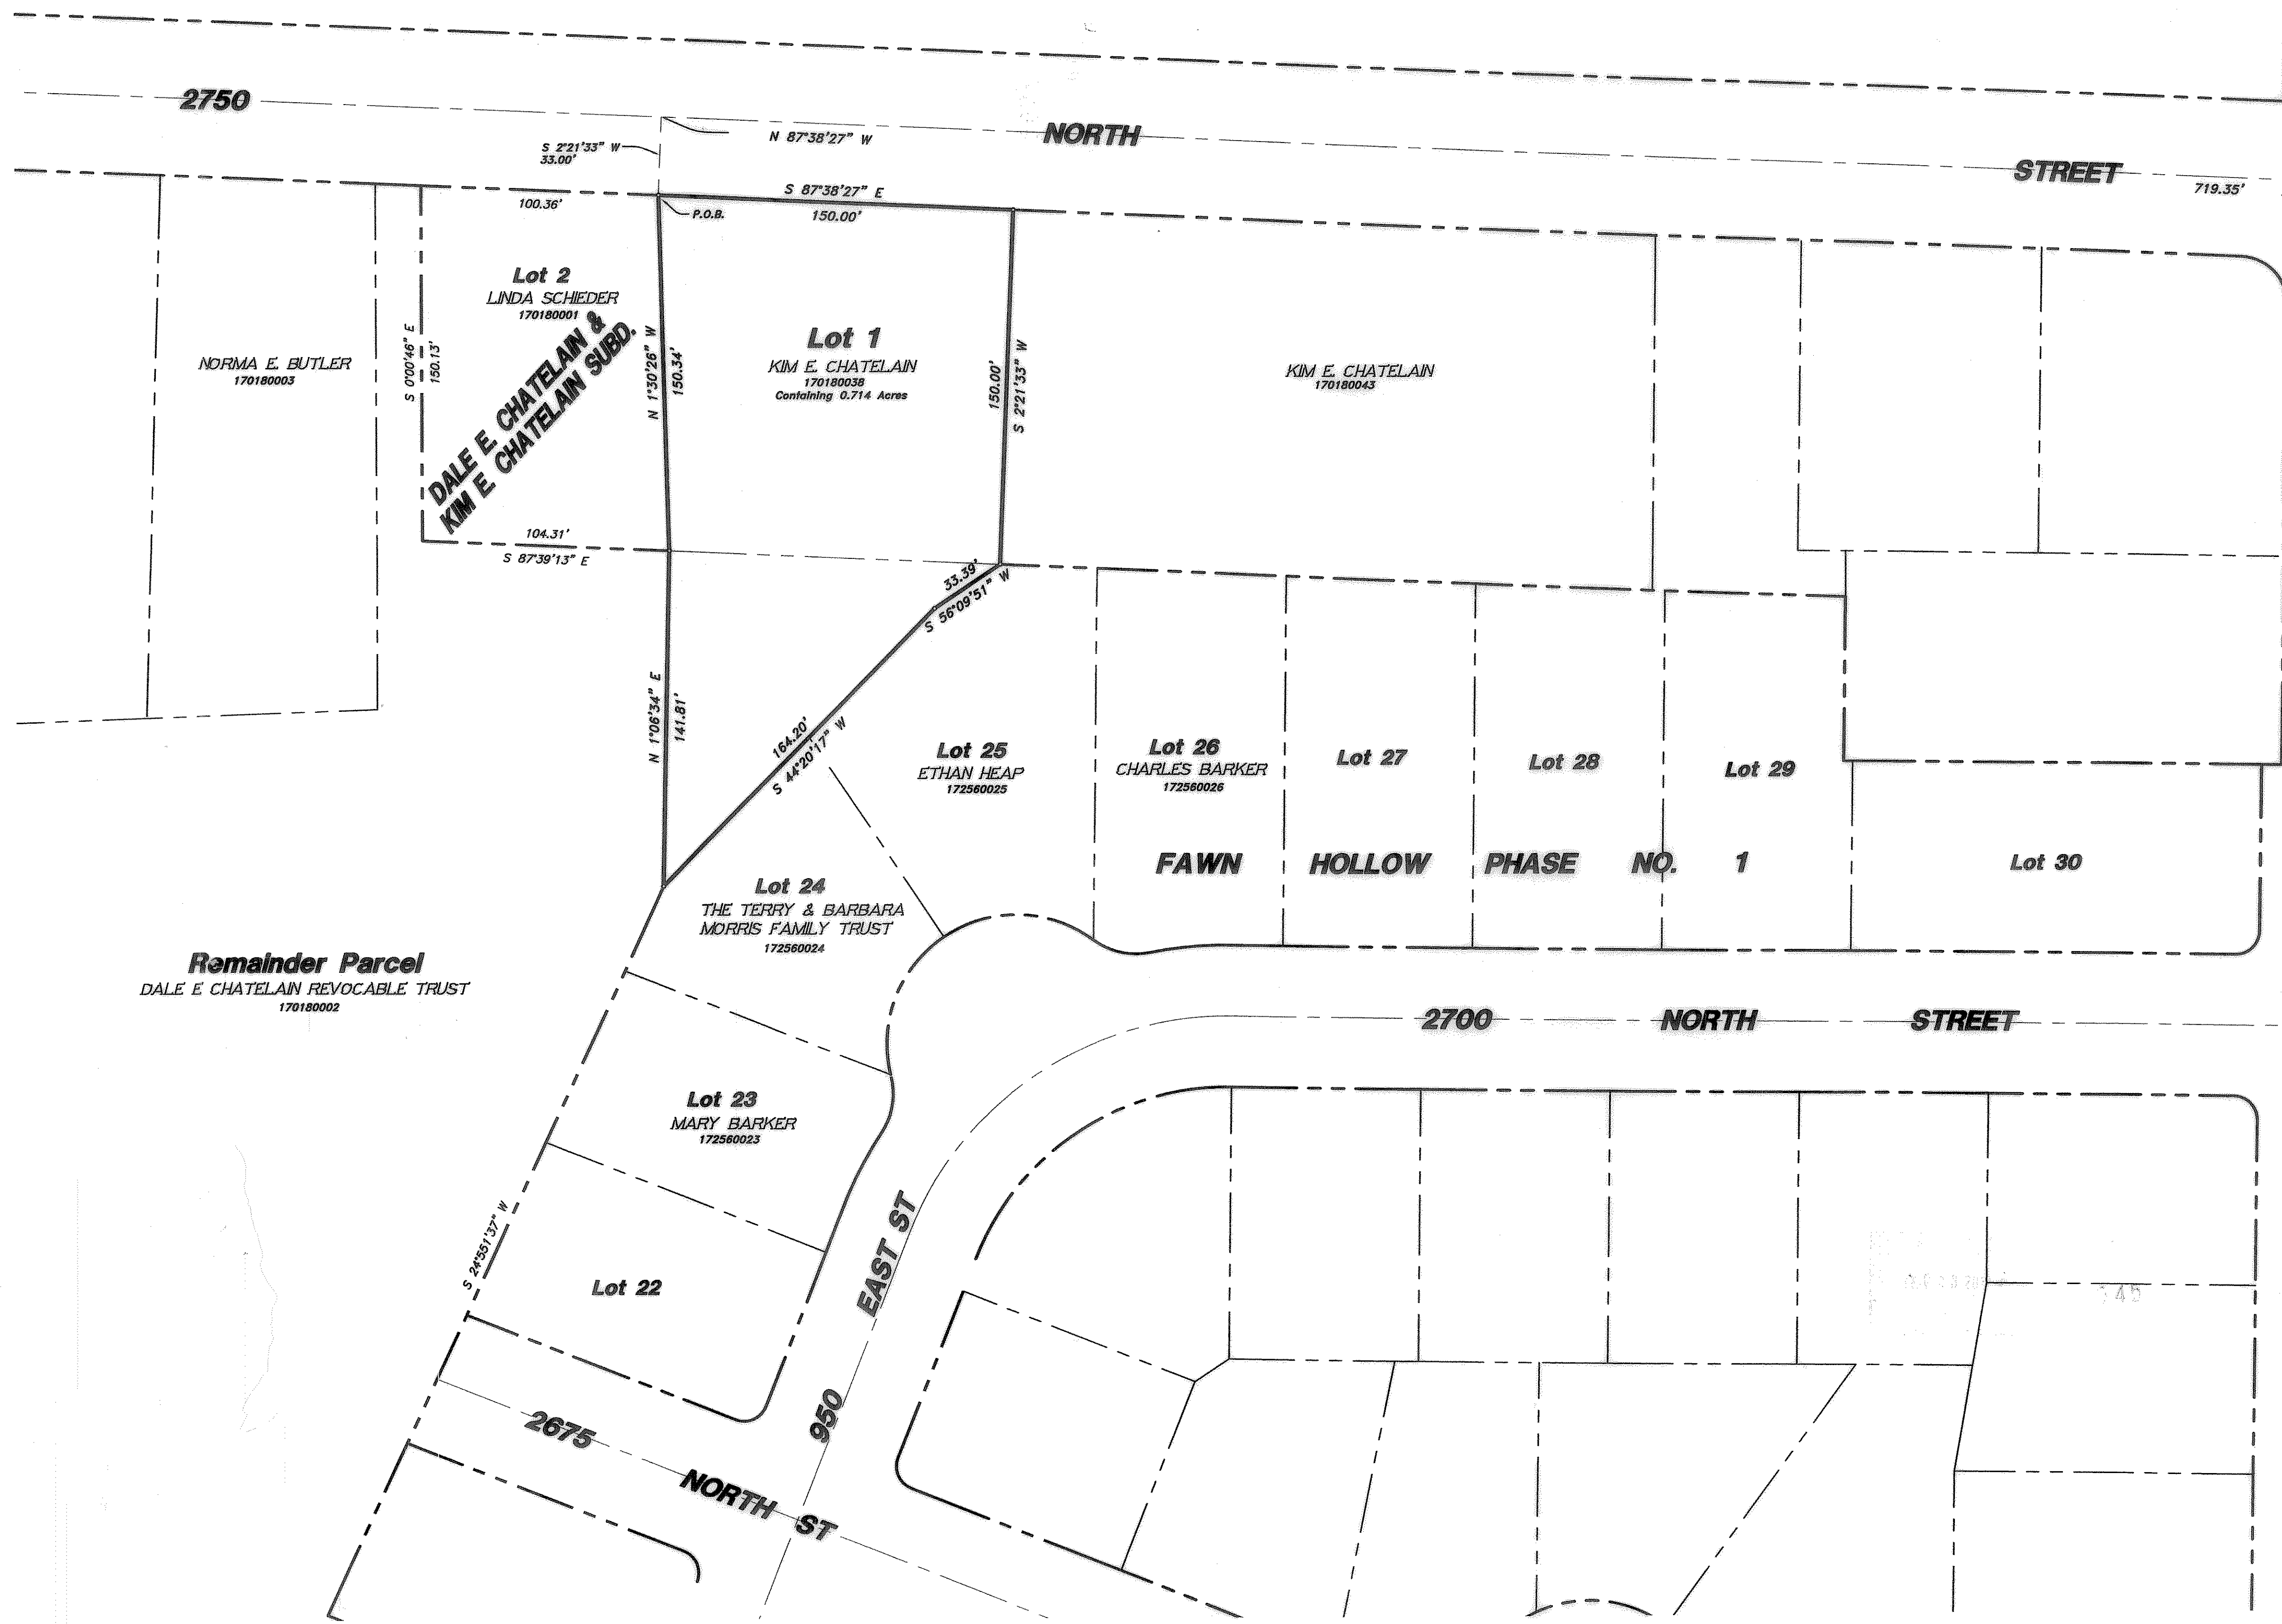 2750 NORTH STREET
N 87°38'27" W
S 2°21'33" W
33.00'
719.35'
S 87°38'27" E
150.00'
100.36'
P.O.B.
Lot 2
LINDA SCHIEDER
170180001
DALE E. CHATELAIN &
KIM E. CHATELAIN SUBD.
S 0°00'46" E
150.13'
NORMA E. BUTLER
170180003
N 1°30'26" W
150.34'
Lot 1
KIM E. CHATELAIN
170180038
Containing 0.714 Acres
150.00'
S 2°21'33" W
KIM E. CHATELAIN
170180043
104.31'
S 87°39'13" E
33.39'
S 56°09'51" W
N 1°06'34" E
141.81'
164.20'
S 44°20'17" W
Lot 25
ETHAN HEAP
172560025
Lot 26
CHARLES BARKER
172560026
Lot 27
Lot 28
Lot 29
FAWN HOLLOW PHASE NO. 1
Lot 30
Lot 24
THE TERRY & BARBARA
MORRIS FAMILY TRUST
172560024
Remainder Parcel
DALE E CHATELAIN REVOCABLE TRUST
170180002
2700 NORTH STREET
Lot 23
MARY BARKER
172560023
S 24°551'37" W
Lot 22
950 EAST ST
2675 NORTH ST